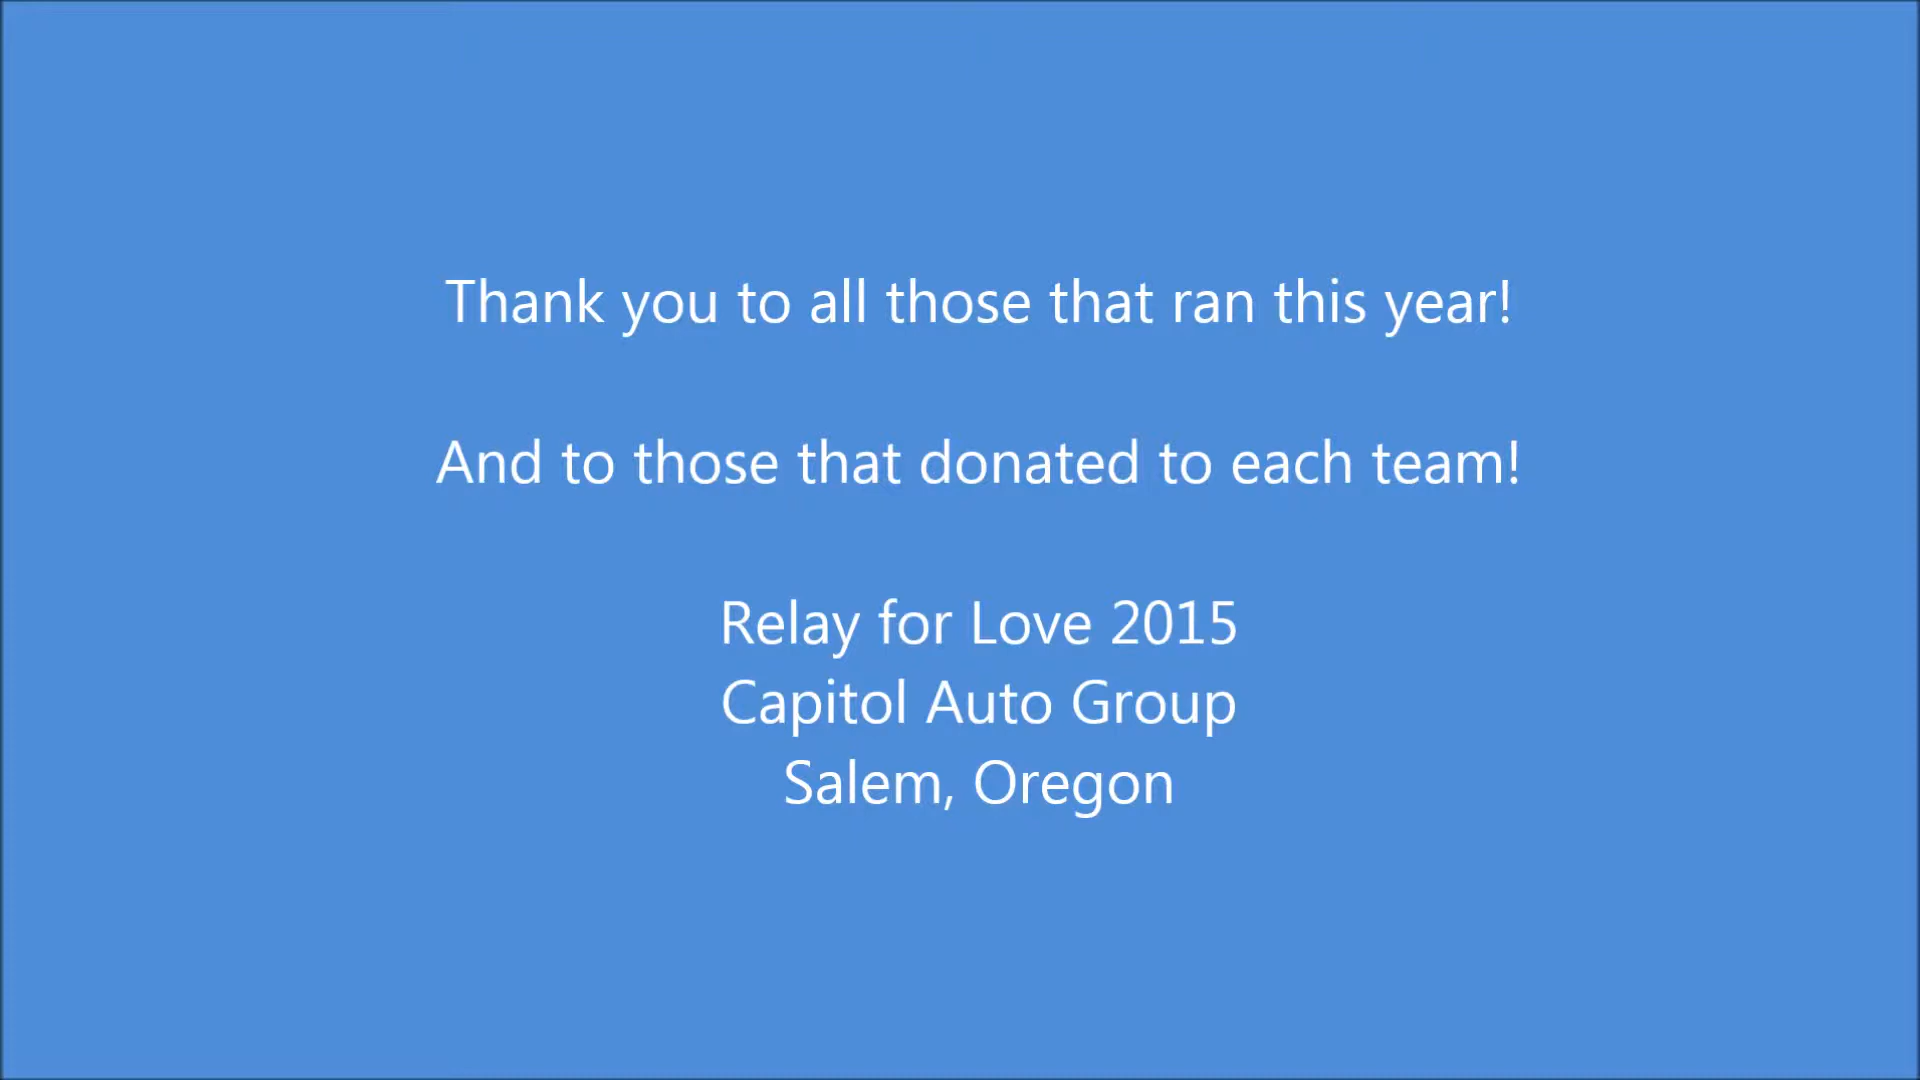 Thank you to all those that ran this year!
And to those that donated to each team!
Relay for Love 2015
Capitol Auto Group
Salem, Oregon